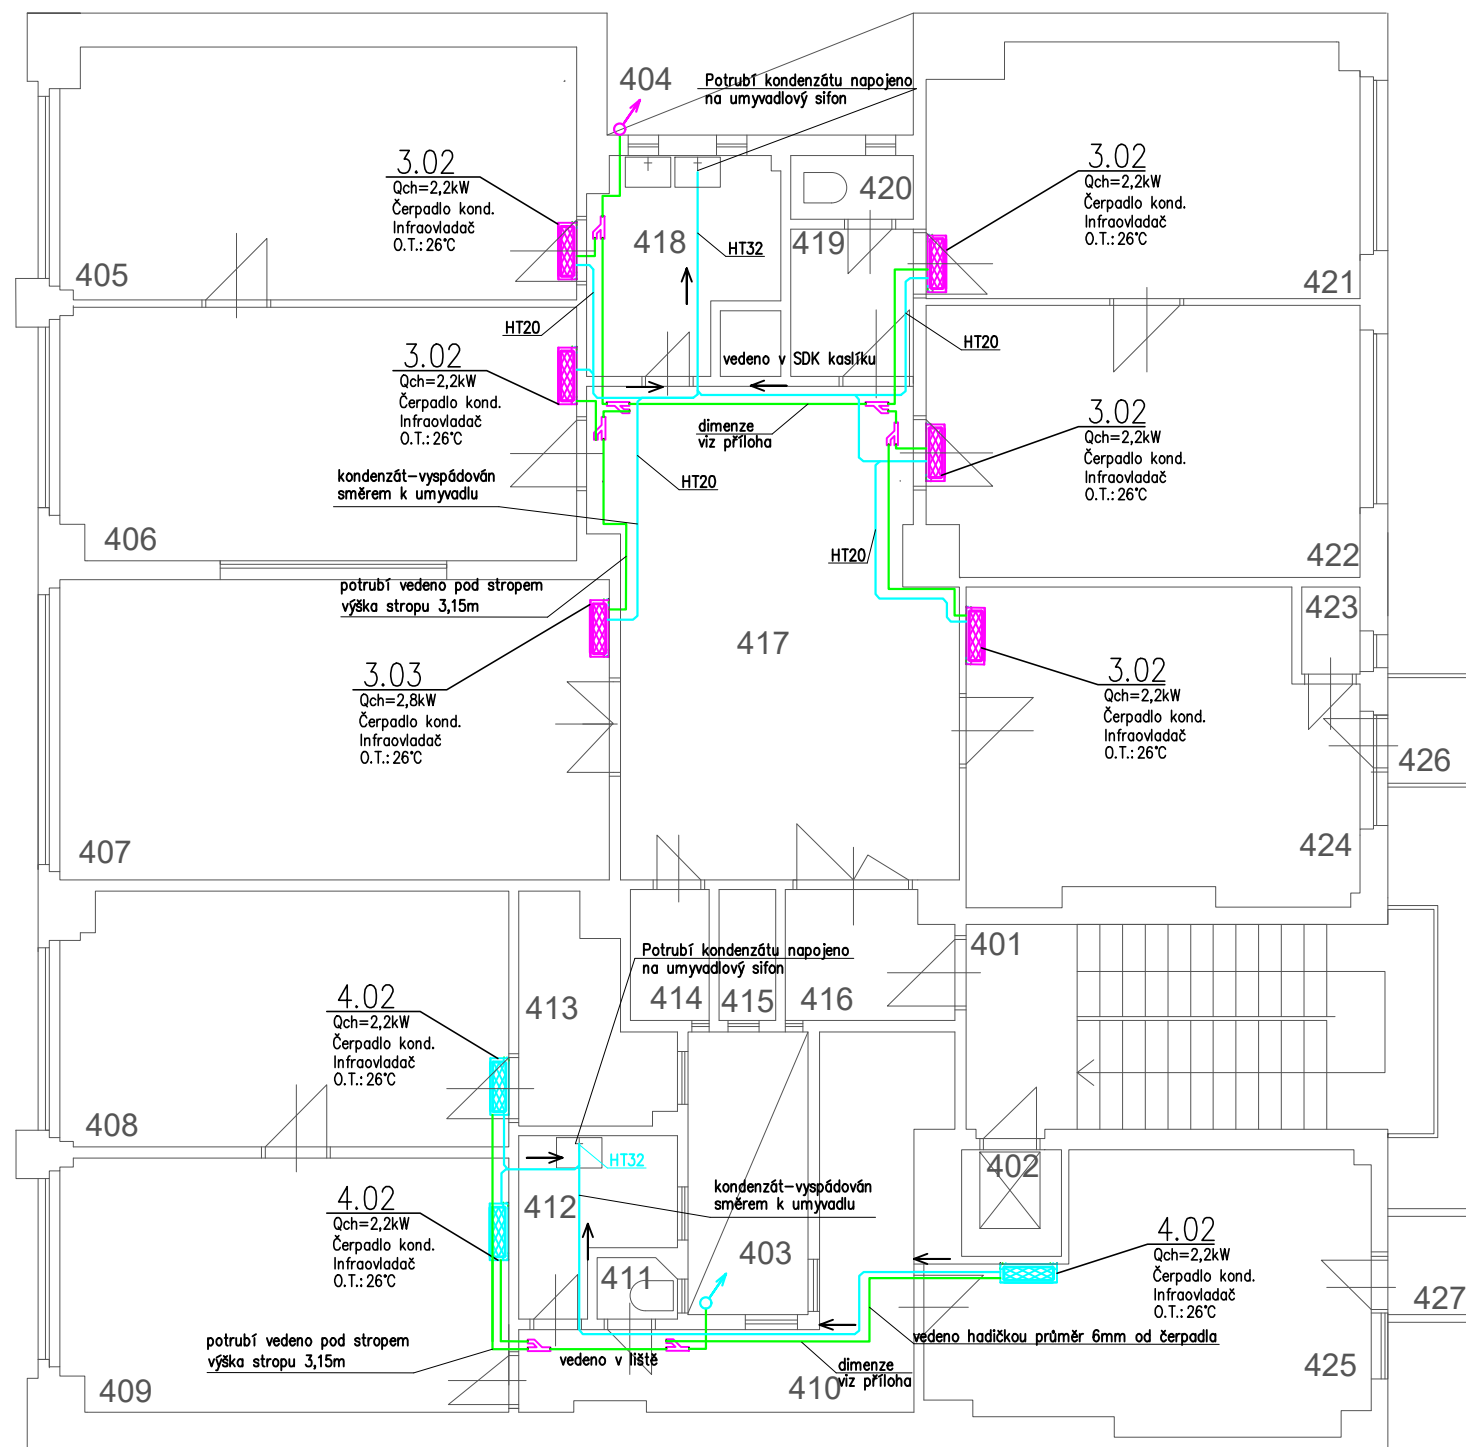 404
Potrubí kondenzátu napojeno
na umyvadlový sifon
3.02
Qch=2,2kW
Čerpadlo kond.
Infraovladač
O.T.: 26°C
405
418
HT32
420
419
3.02
Qch=2,2kW
Čerpadlo kond.
Infraovladač
O.T.: 26°C
421
HT20
3.02
Qch=2,2kW
Čerpadlo kond.
Infraovladač
O.T.: 26°C
vedeno v SDK kaslíku
HT20
dimenze
viz příloha
3.02
Qch=2,2kW
Čerpadlo kond.
Infraovladač
O.T.: 26°C
kondenzát-vyspádován
směrem k umyvadlu
HT20
406
HT20
422
potrubí vedeno pod stropem
výška stropu 3,15m
423
417
3.03
Qch=2,8kW
Čerpadlo kond.
Infraovladač
O.T.: 26°C
3.02
Qch=2,2kW
Čerpadlo kond.
Infraovladač
O.T.: 26°C
426
407
424
401
Potrubí kondenzátu napojeno
na umyvadlový sifon
413
414
415
416
4.02
Qch=2,2kW
Čerpadlo kond.
Infraovladač
O.T.: 26°C
408
HT32
402
4.02
Qch=2,2kW
Čerpadlo kond.
Infraovladač
O.T.: 26°C
412
kondenzát-vyspádován
směrem k umyvadlu
403
411
4.02
Qch=2,2kW
Čerpadlo kond.
Infraovladač
O.T.: 26°C
427
potrubí vedeno pod stropem
výška stropu 3,15m
vedeno v liště
vedeno hadičkou průměr 6mm od čerpadla
dimenze
viz příloha
409
410
425